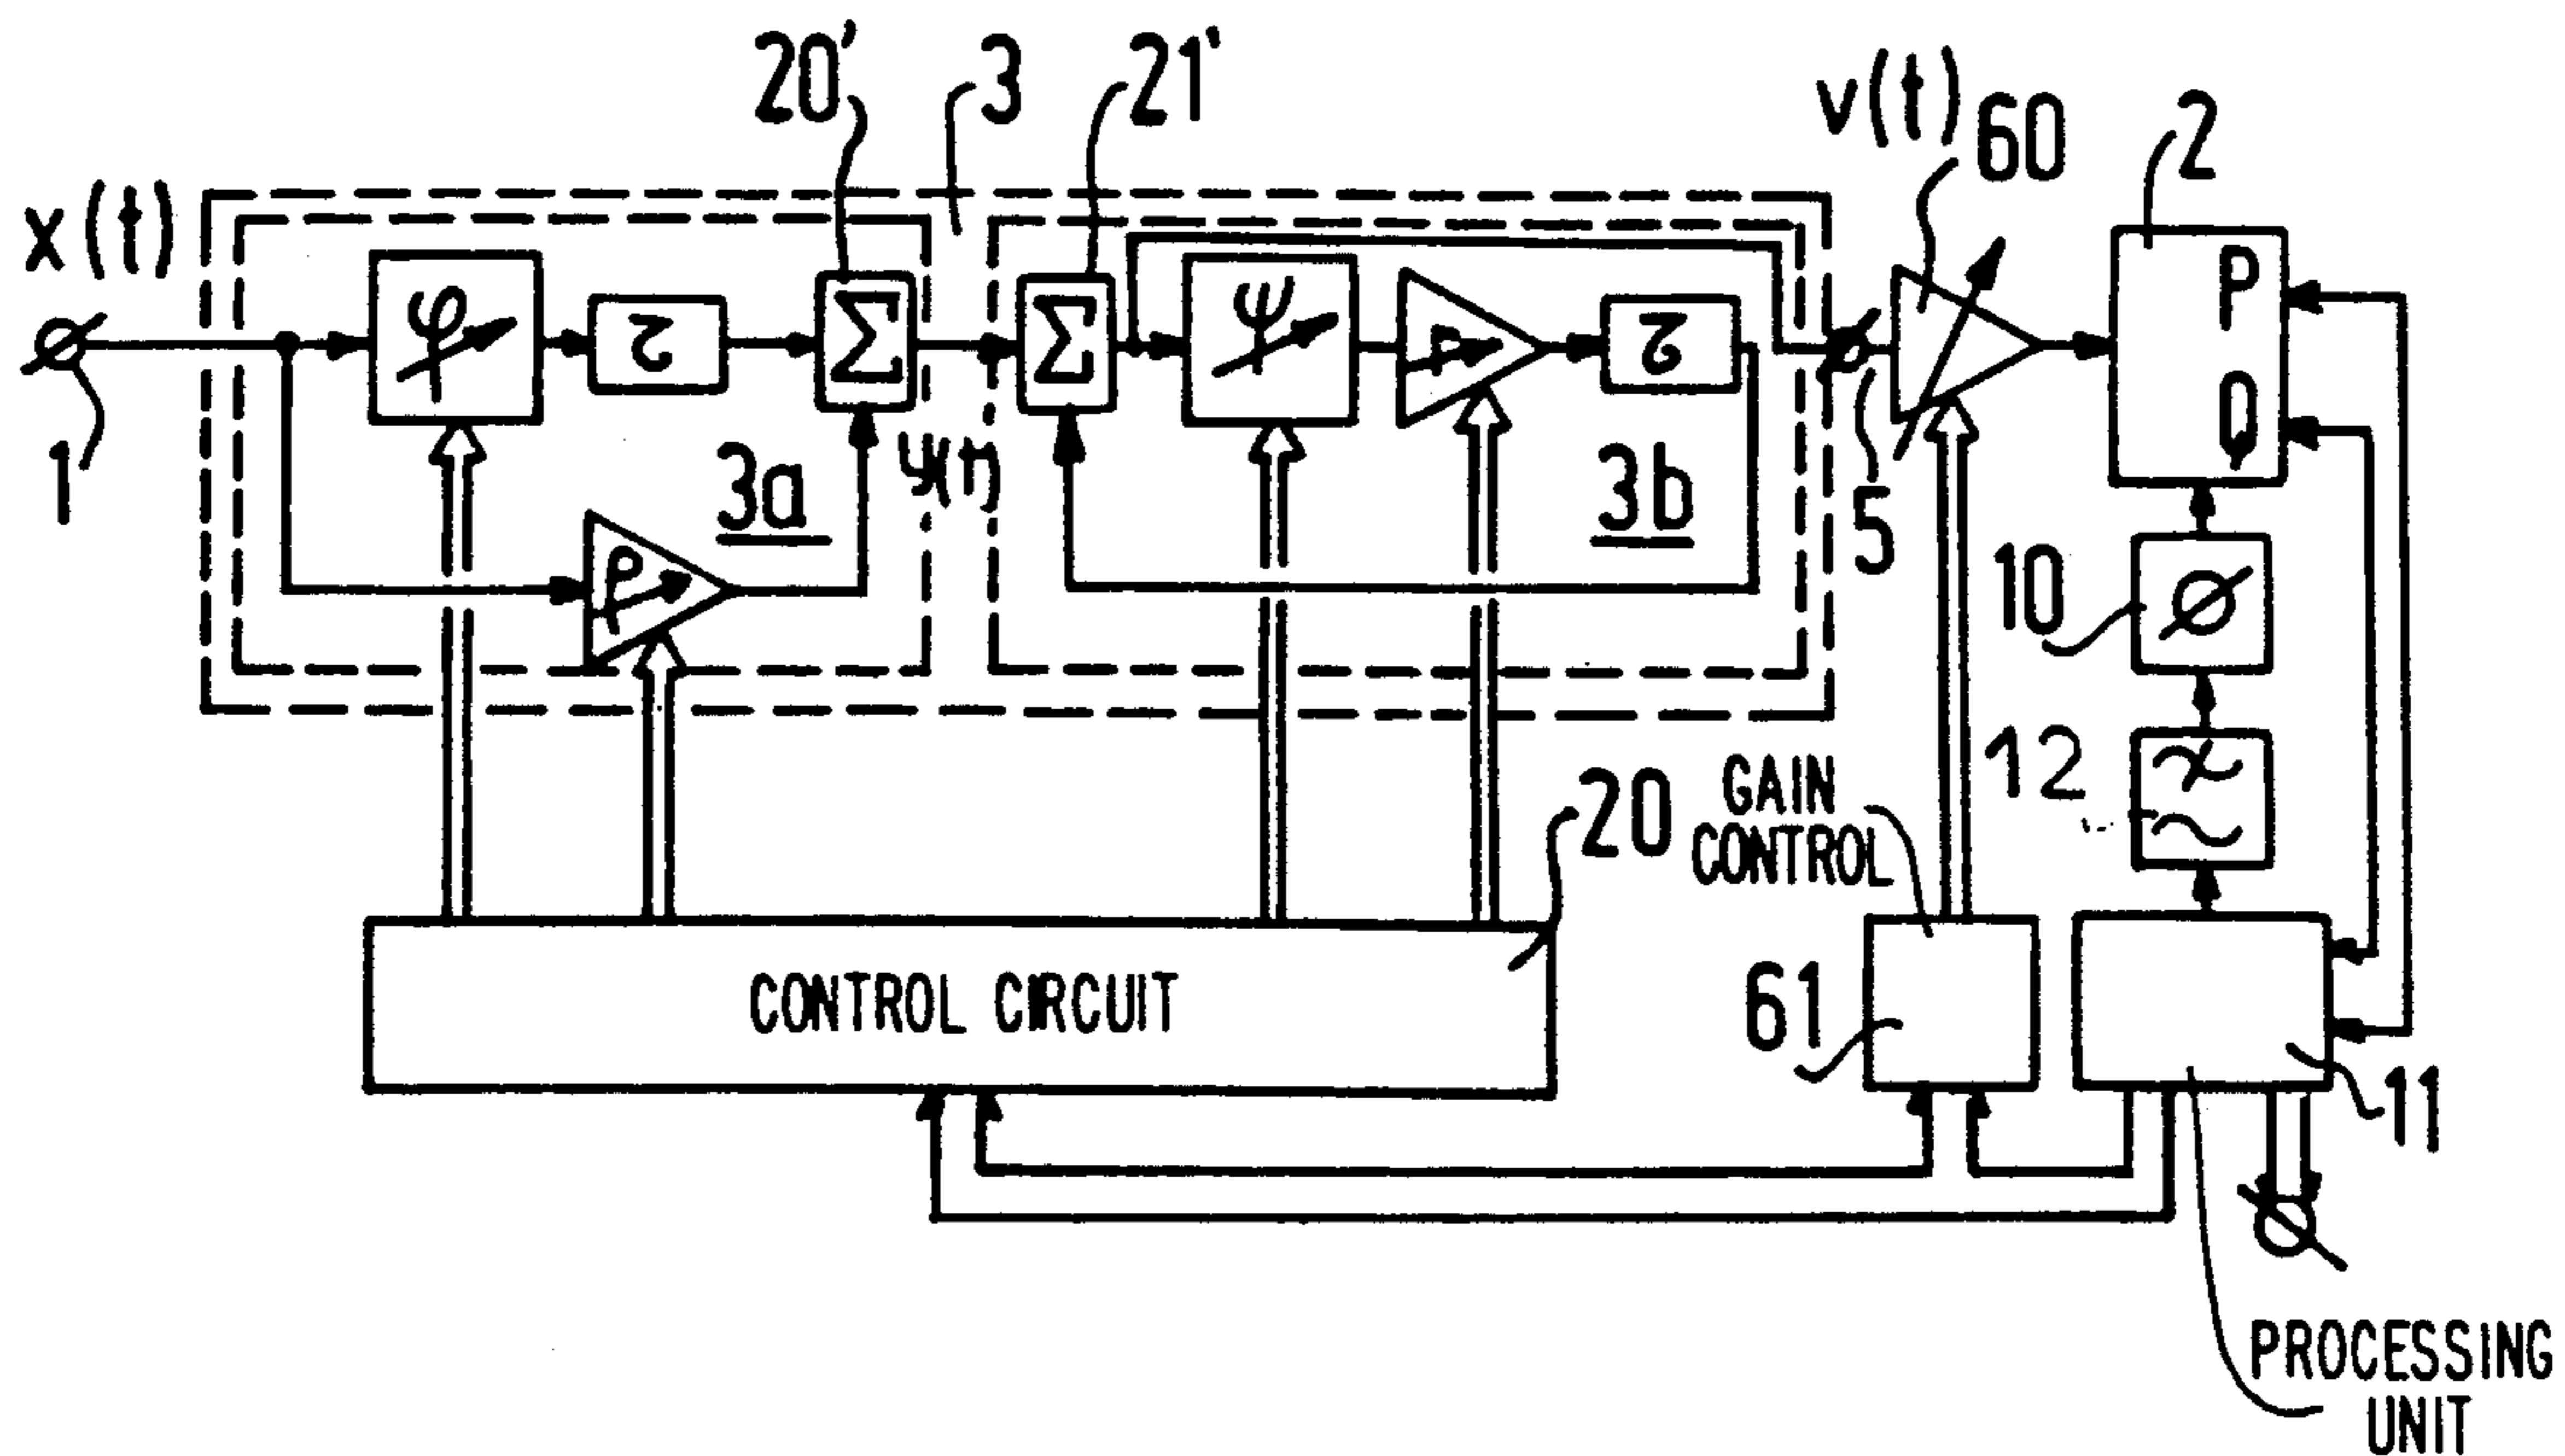 20'
3
21'
v(t)
60
2
x(t)
φ
τ
Σ
Σ
ψ
τ
P
Q
1
3a
y(t)
3b
5
ρ
10
12
20
GAIN
CONTROL
CONTROL CIRCUIT
61
11
PROCESSING
UNIT